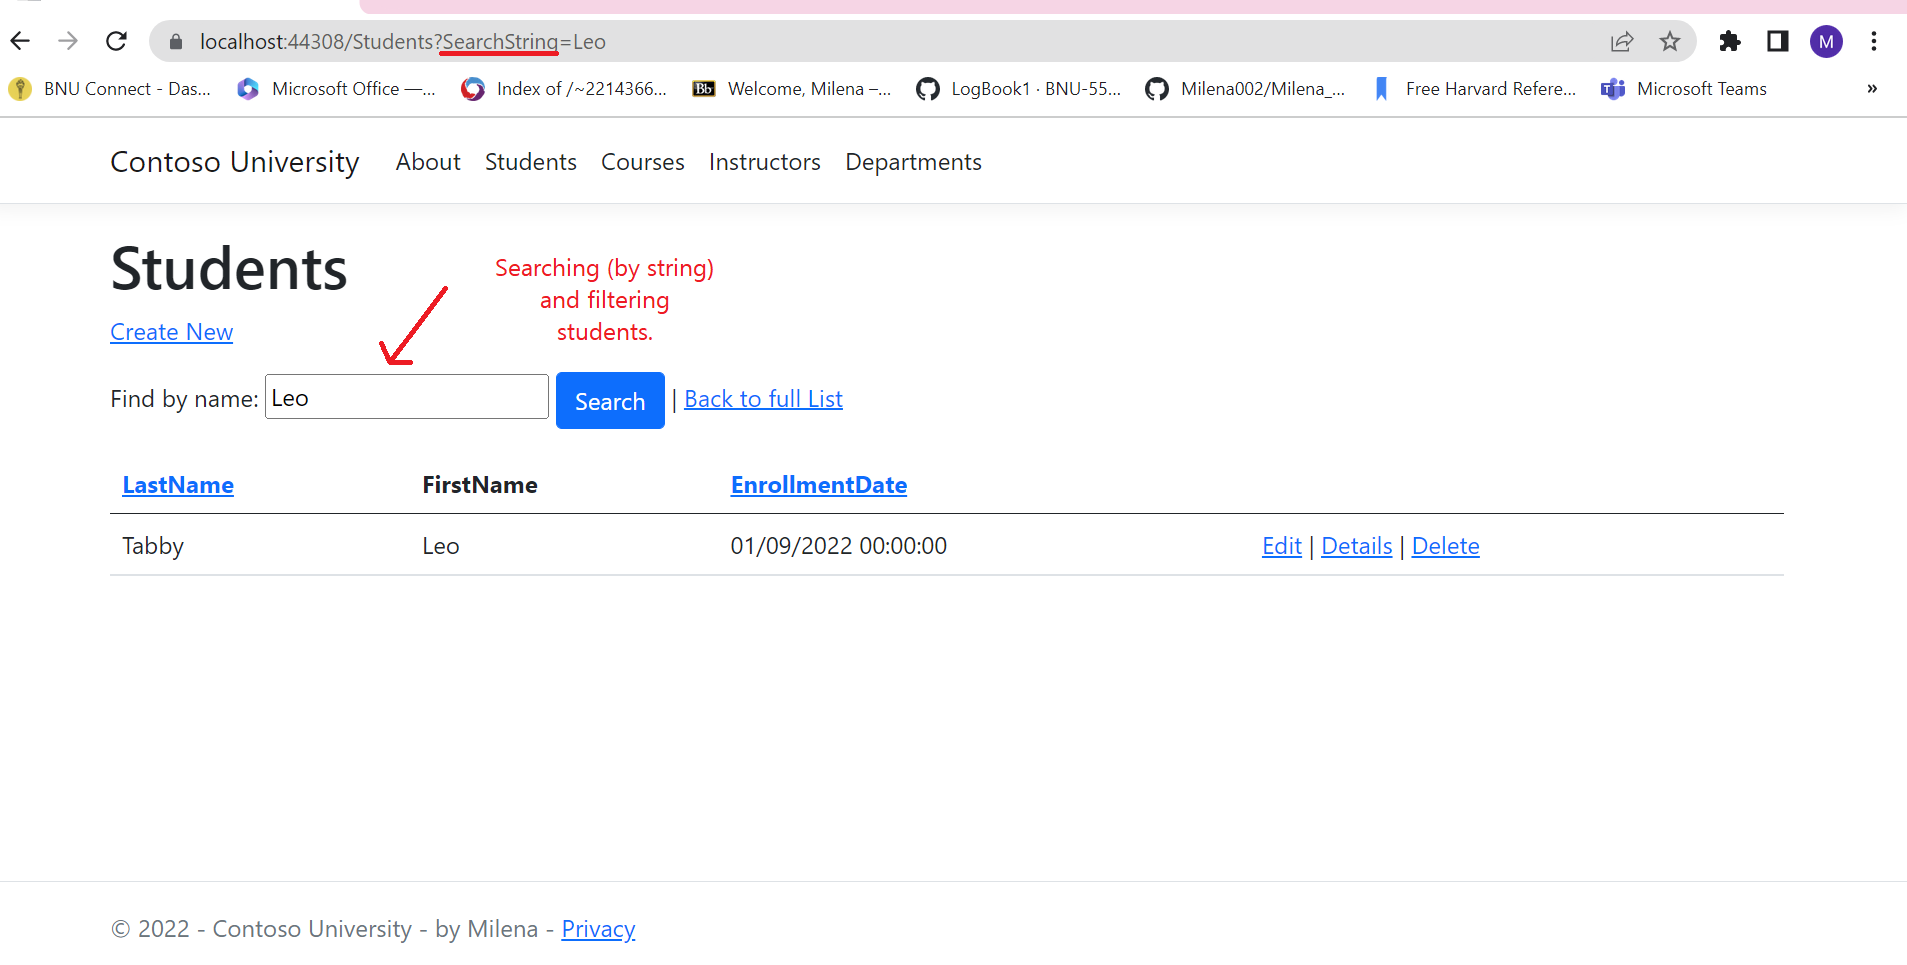 localhost:44308/Students?SearchString=Leo
M
BNU Connect - Das...
Microsoft Office —...
Index of /~2214366...
Bb Welcome, Milena –...
LogBook1 · BNU-55...
Milena002/Milena_...
Free Harvard Refere...
Microsoft Teams
»
Contoso University About Students Courses Instructors Departments
Students
Searching (by string)
and filtering
students.
Create New
Find by name: Leo Search | Back to full List
LastName FirstName EnrollmentDate
Tabby Leo 01/09/2022 00:00:00 Edit | Details | Delete
© 2022 - Contoso University - by Milena - Privacy